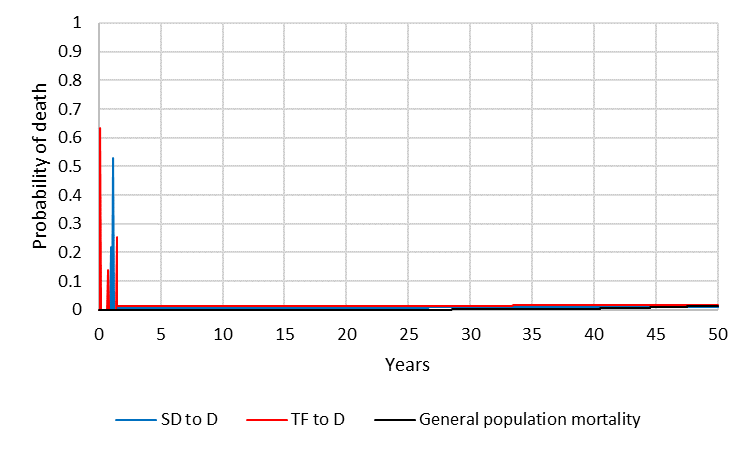 1
0.9
0.8
0.7
0.6
0.5
0.4
0.3
0.2
0.1
0
Probability of death
0 5 10 15 20 25 30 35 40 45 50
Years
SD to D TF to D General population mortality